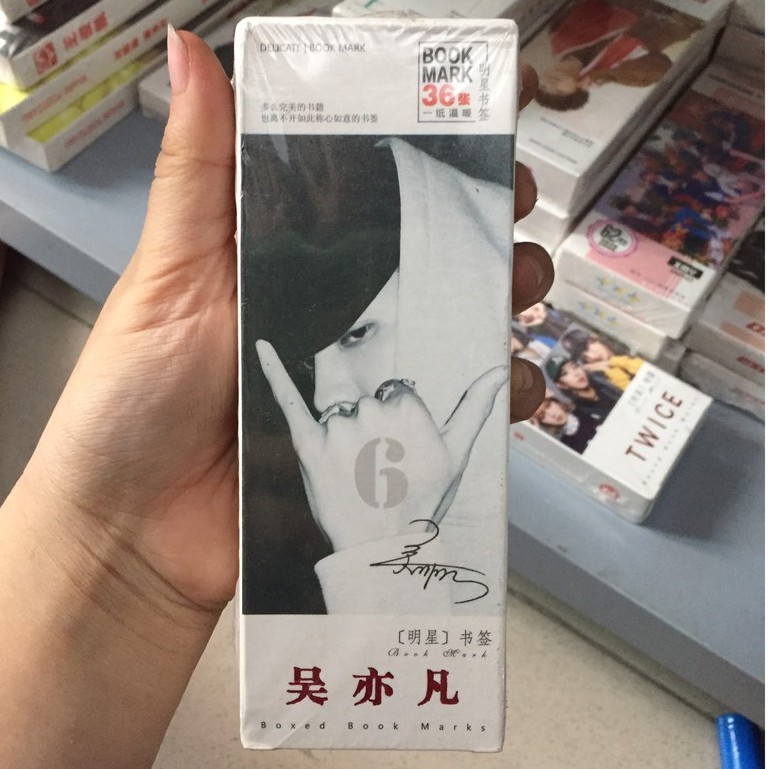 DELICATE | BOOK MARK
多么完美的书籍
也离不开如此称心如意的书签
BOOK
MARK
36张
一纸温暖
明星书签
6
〔明星〕书签
Book Mark
吴亦凡
Boxed Book Marks
TWICE